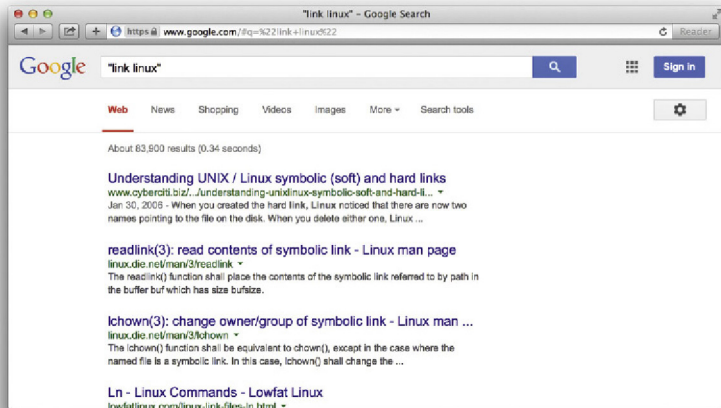 "link linux" - Google Search
https www.google.com/#q=%22link+linux%22
Reader
Google
"link linux"
Sign in
Web News Shopping Videos Images More Search tools
About 83,900 results (0.34 seconds)
Understanding UNIX / Linux symbolic (soft) and hard links
www.cyberciti.biz/.../understanding-unixlinux-symbolic-soft-and-hard-li...
Jan 30, 2006 - When you created the hard link, Linux noticed that there are now two
names pointing to the file on the disk. When you delete either one, Linux ...
readlink(3): read contents of symbolic link - Linux man page
linux.die.net/man/3/readlink
The readlink() function shall place the contents of the symbolic link referred to by path in
the buffer buf which has size bufsize.
lchown(3): change owner/group of symbolic link - Linux man ...
linux.die.net/man/3/lchown
The lchown() function shall be equivalent to chown(), except in the case where the
named file is a symbolic link. In this case, lchown() shall change the ...
Ln - Linux Commands - Lowfat Linux
lowfatlinux.com/linux-link-files-ln.html